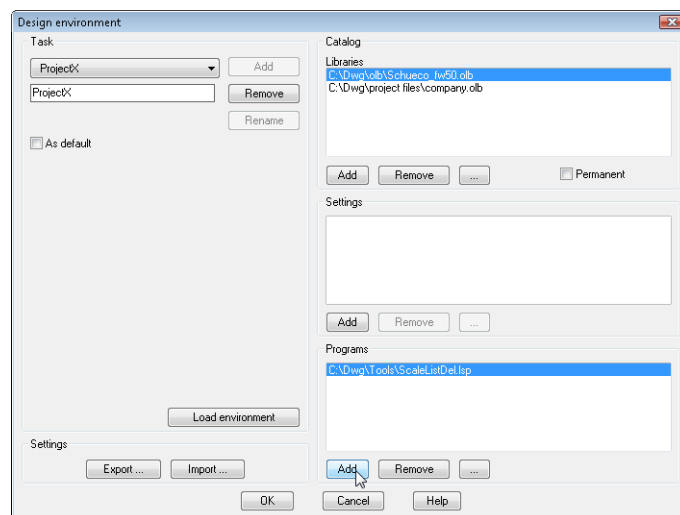 Design environment
Task
ProjectX
Add
ProjectX
Remove
Rename
As default
Load environment
Settings
Export ...
Import ...
Catalog
Libraries
C:\Dwg\olb\Schueco_fw50.olb
C:\Dwg\project files\company.olb
Add
Remove
...
Permanent
Settings
Add
Remove
...
Programs
C:\Dwg\Tools\ScaleListDel.lsp
Add
Remove
...
OK
Cancel
Help